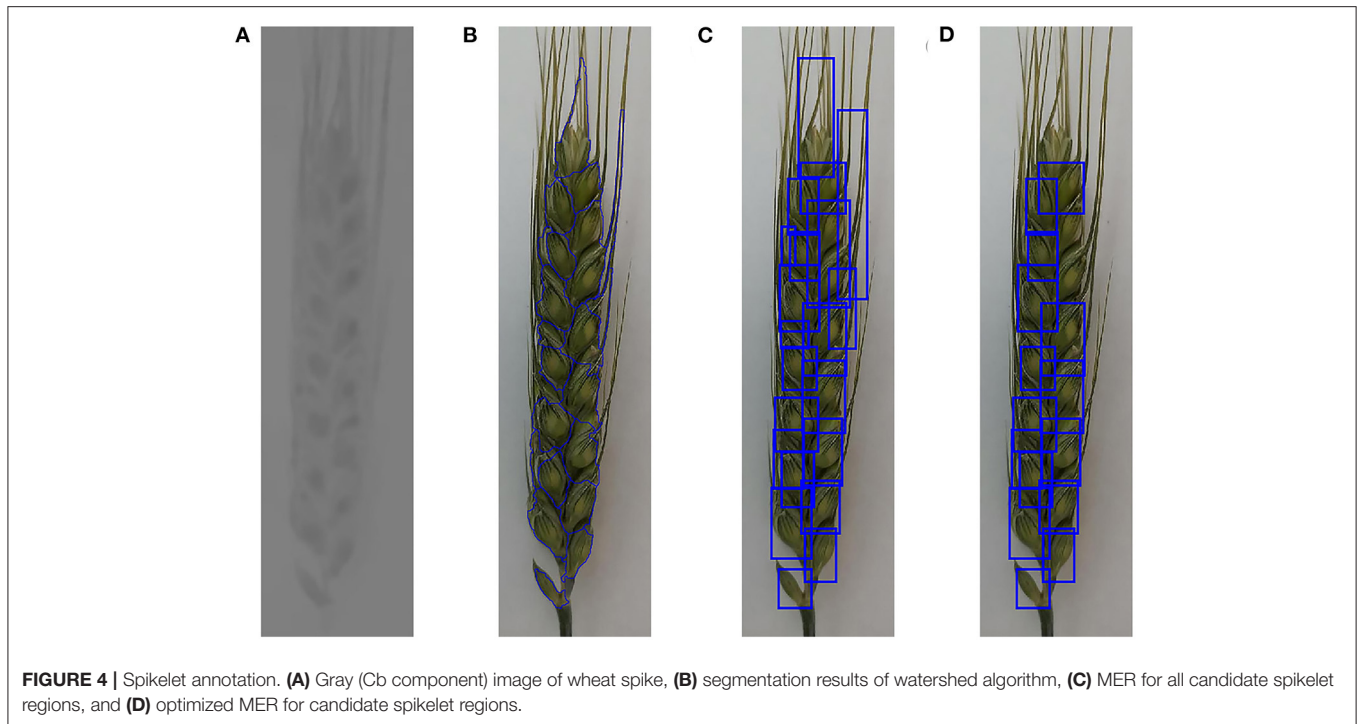 A B C D
FIGURE 4 | Spikelet annotation. (A) Gray (Cb component) image of wheat spike, (B) segmentation results of watershed algorithm, (C) MER for all candidate spikelet
regions, and (D) optimized MER for candidate spikelet regions.